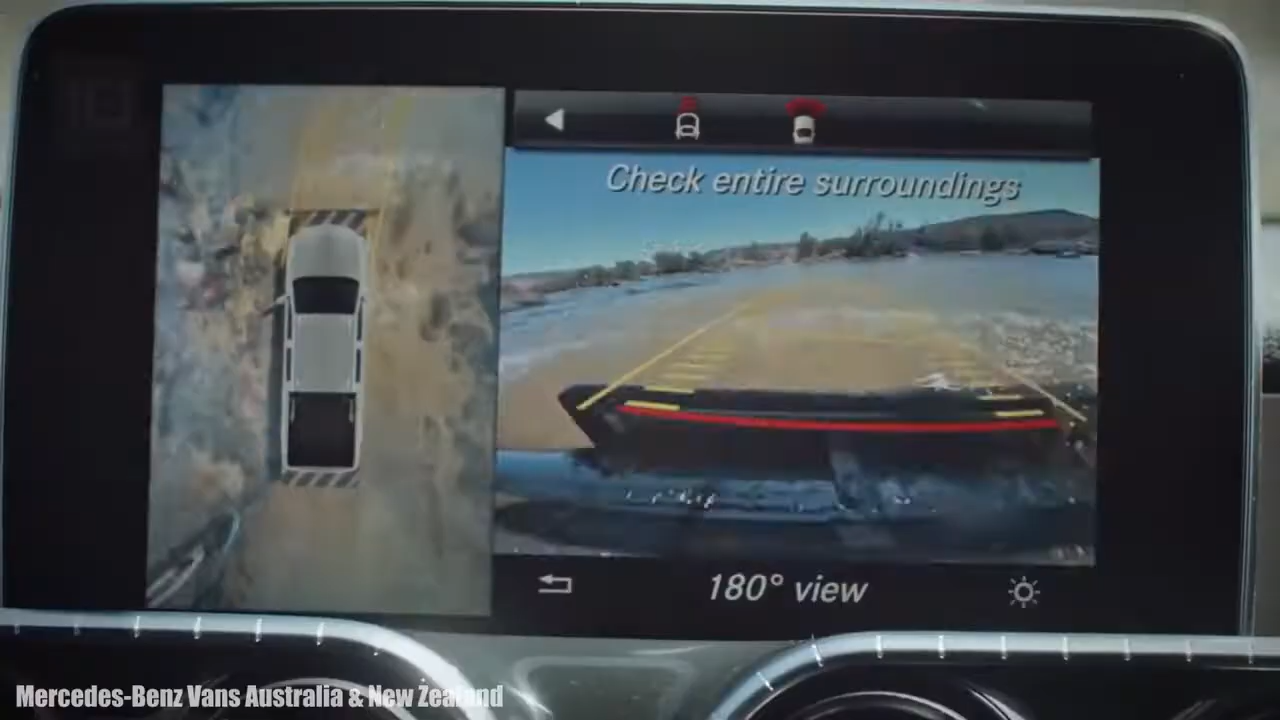 Check entire surroundings
180° view
Mercedes-Benz Vans Australia & New Zealand